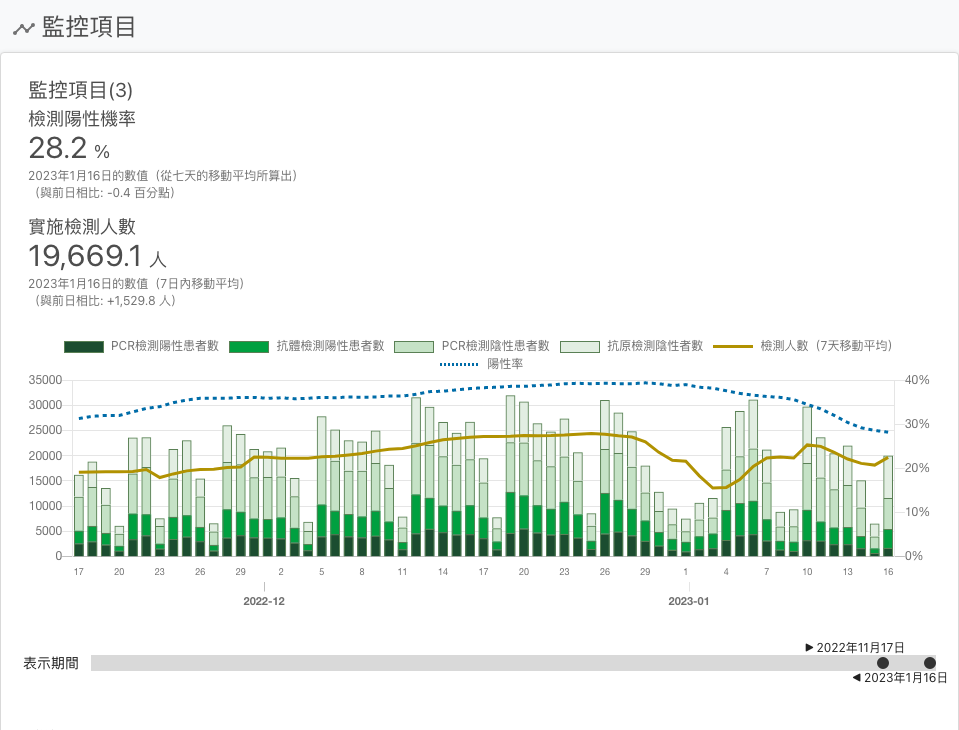 監控項目
監控項目(3)
檢測陽性機率
28.2 %
2023年1月16日的數值（從七天的移動平均所算出）
（與前日相比: -0.4 百分點）
實施檢測人數
19,669.1 人
2023年1月16日的數值（7日內移動平均）
（與前日相比: +1,529.8 人）
PCR檢測陽性患者數 抗體檢測陽性患者數 PCR檢測陰性患者數 抗原檢測陰性者數 檢測人數（7天移動平均）
陽性率
35000 40%
30000
25000 30%
20000
15000 20%
10000 10%
5000
0 0%
17 20 23 26 29 2 5 8 11 14 17 20 23 26 29 1 4 7 10 13 16
2022-12 2023-01
►2022年11月17日
表示期間
◄2023年1月16日